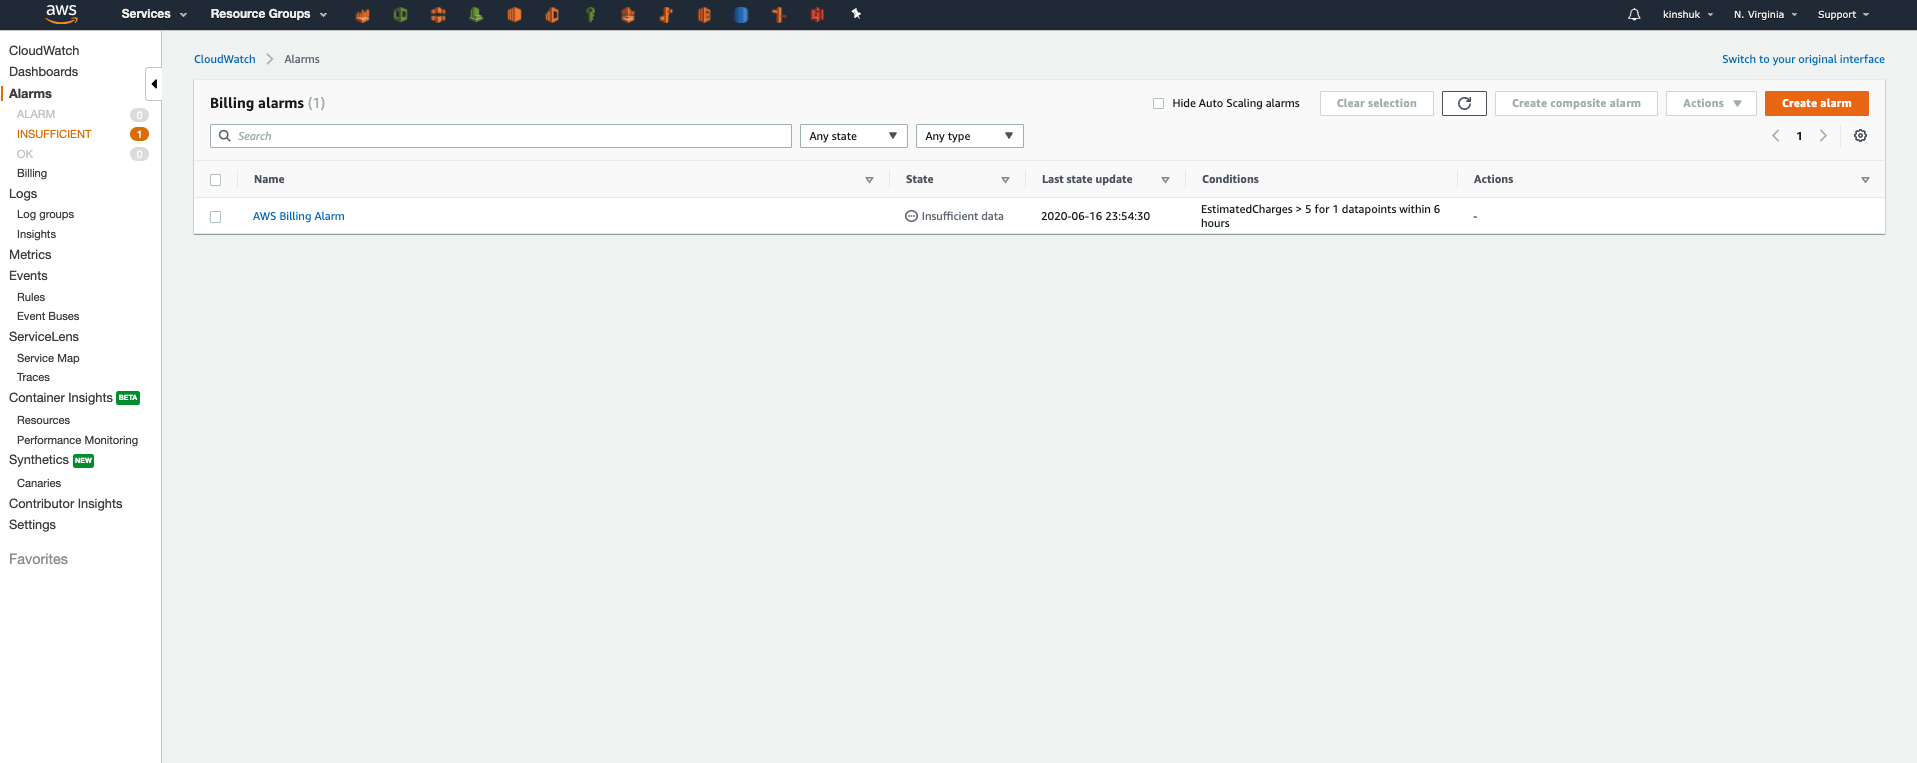 aws
Services
Resource Groups
kinshuk
N. Virginia
Support
CloudWatch
Dashboards
Alarms
ALARM 0
INSUFFICIENT 1
OK 0
Billing
Logs
Log groups
Insights
Metrics
Events
Rules
Event Buses
ServiceLens
Service Map
Traces
Container Insights BETA
Resources
Performance Monitoring
Synthetics NEW
Canaries
Contributor Insights
Settings
Favorites
CloudWatch
Alarms
Switch to your original interface
Billing alarms (1)
Hide Auto Scaling alarms
Clear selection
Create composite alarm
Actions
Create alarm
Search
Any state
Any type
1
Name
State
Last state update
Conditions
Actions
AWS Billing Alarm
Insufficient data
2020-06-16 23:54:30
EstimatedCharges > 5 for 1 datapoints within 6
hours
-